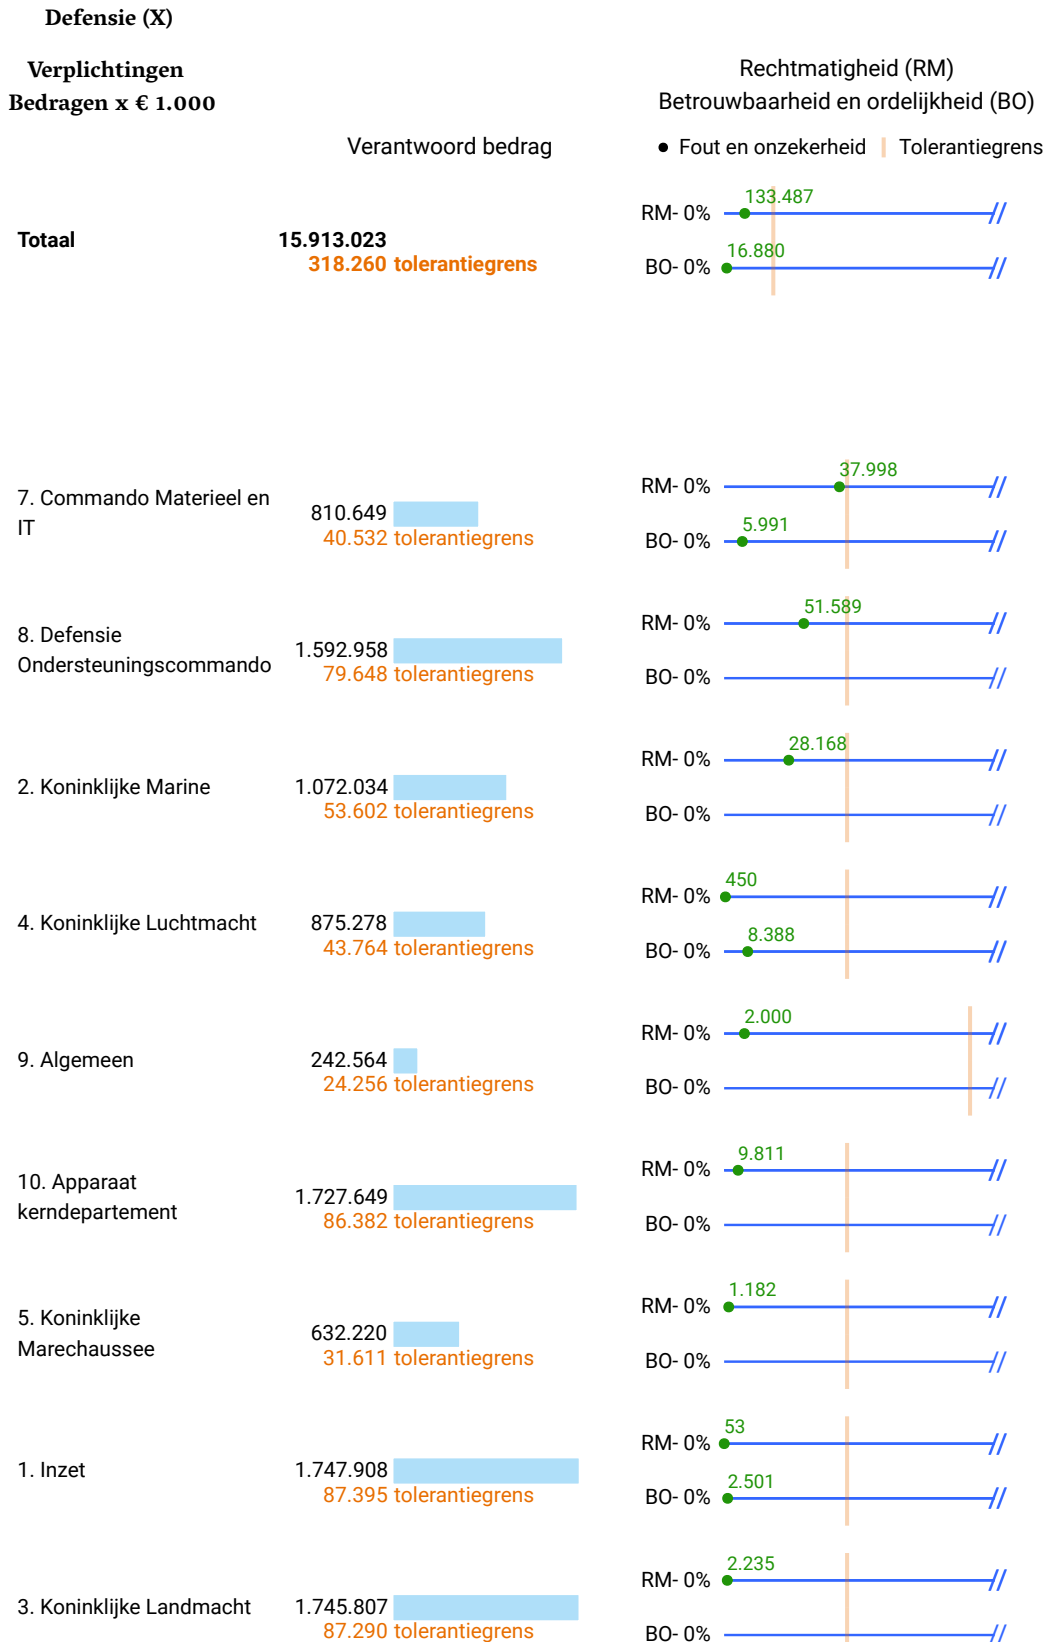 Defensie (X)
Verplichtingen
Bedragen x € 1.000
Rechtmatigheid (RM)
Betrouwbaarheid en ordelijkheid (BO)
Verantwoord bedrag
Fout en onzekerheid
Tolerantiegrens
Totaal
15.913.023
318.260 tolerantiegrens
RM- 0%
133.487
BO- 0%
16.880
7. Commando Materieel en
IT
810.649
40.532 tolerantiegrens
RM- 0%
37.998
BO- 0%
5.991
8. Defensie
Ondersteuningscommando
1.592.958
79.648 tolerantiegrens
RM- 0%
51.589
BO- 0%
2. Koninklijke Marine
1.072.034
53.602 tolerantiegrens
RM- 0%
28.168
BO- 0%
4. Koninklijke Luchtmacht
875.278
43.764 tolerantiegrens
RM- 0%
450
BO- 0%
8.388
9. Algemeen
242.564
24.256 tolerantiegrens
RM- 0%
2.000
BO- 0%
10. Apparaat
kerndepartement
1.727.649
86.382 tolerantiegrens
RM- 0%
9.811
BO- 0%
5. Koninklijke
Marechaussee
632.220
31.611 tolerantiegrens
RM- 0%
1.182
BO- 0%
1. Inzet
1.747.908
87.395 tolerantiegrens
RM- 0%
53
BO- 0%
2.501
3. Koninklijke Landmacht
1.745.807
87.290 tolerantiegrens
RM- 0%
2.235
BO- 0%